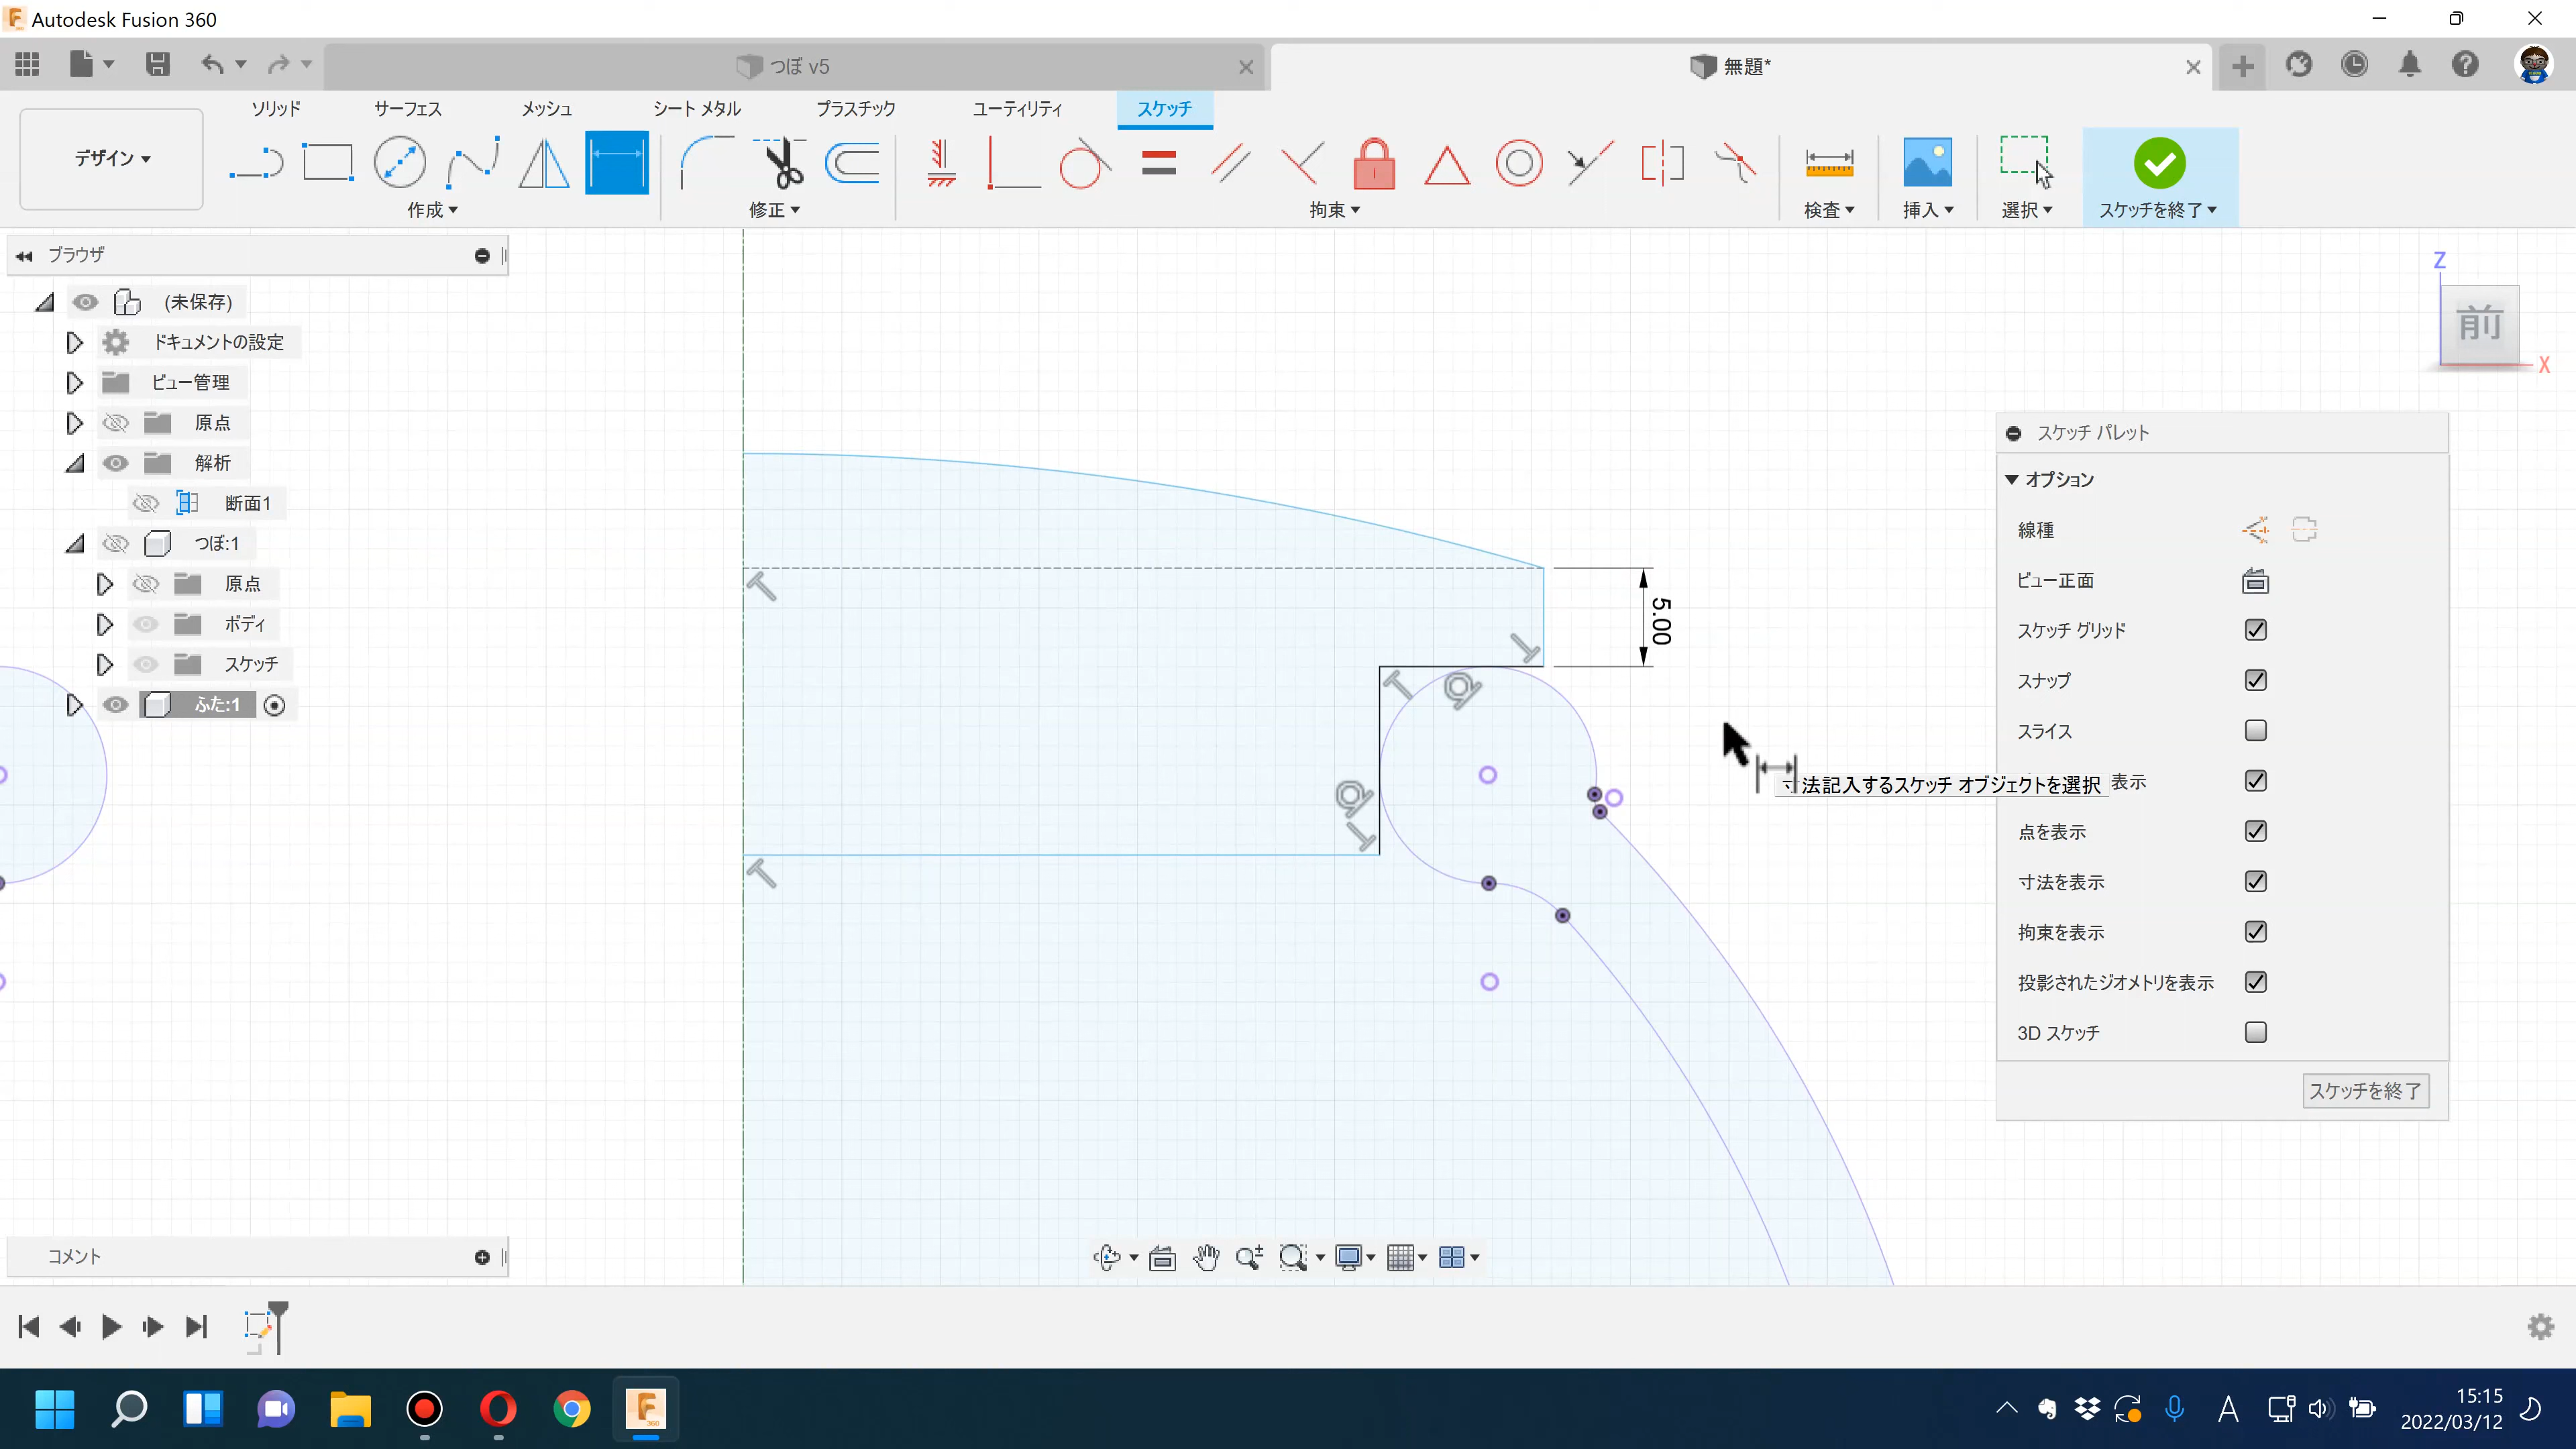 Autodesk Fusion 360
つぼ v5
無題*
デザイン
ソリッド
サーフェス
メッシュ
シート メタル
プラスチック
ユーティリティ
スケッチ
作成
修正
拘束
検査
挿入
選択
スケッチを終了
ブラウザ
(未保存)
ドキュメントの設定
ビュー管理
原点
解析
断面1
つぼ:1
原点
ボディ
スケッチ
ふた:1
Z
前
X
5.00
スケッチ パレット
オプション
線種
ビュー正面
スケッチ グリッド
スナップ
スライス
寸法記入するスケッチ オブジェクトを選択
表示
点を表示
寸法を表示
拘束を表示
投影されたジオメトリを表示
3D スケッチ
スケッチを終了
コメント
360
A
15:15
2022/03/12